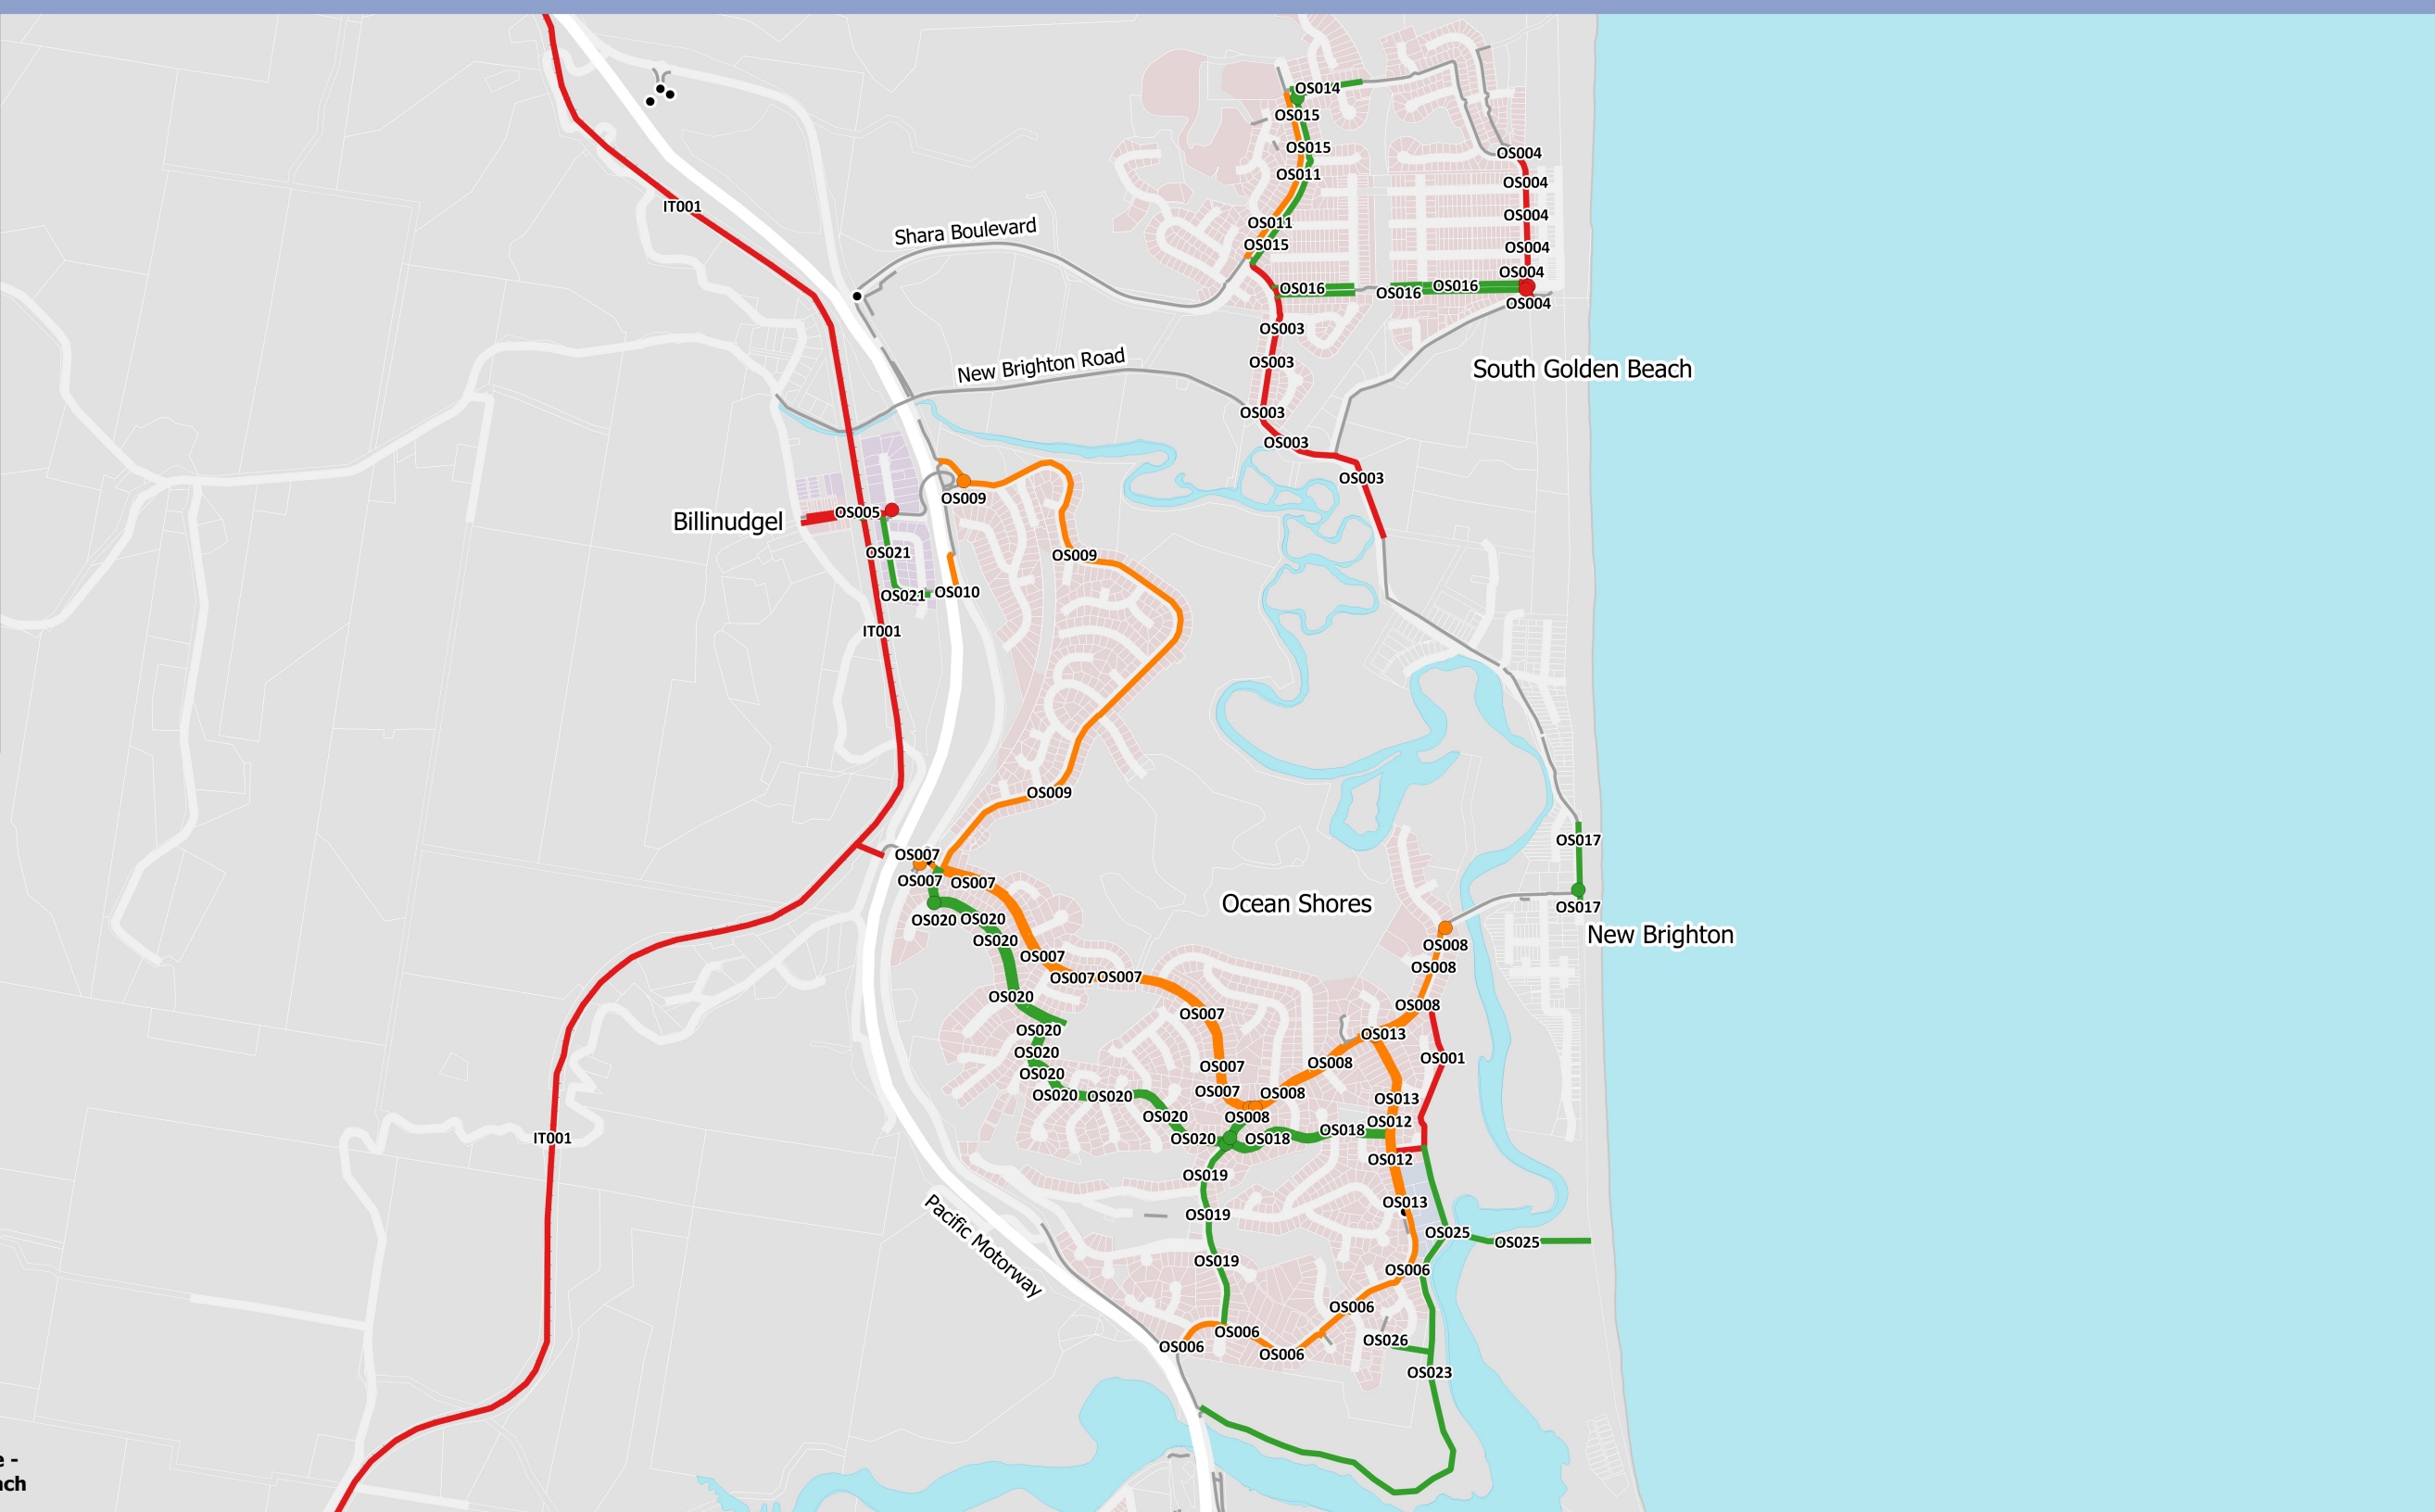 OS014
OS015
OS015
OS004
OS011
OS004
IT001
OS004
OS011
Shara Boulevard
OS015
OS004
OS004
OS016
OS016
OS016
OS004
OS003
New Brighton Road
OS003
South Golden Beach
OS003
OS003
OS003
OS009
OS005
Billinudgel
OS021
OS009
OS021
OS010
IT001
OS009
OS017
OS007
OS007
OS007
Ocean Shores
OS017
OS020
OS020
New Brighton
OS020
OS008
OS007
OS008
OS007
OS007
OS020
OS008
OS007
OS020
OS013
OS020
OS001
OS008
OS007
OS020
OS007
OS008
OS020
OS020
OS013
OS020
OS008
OS012
OS018
IT001
OS020
OS018
OS012
OS019
OS013
OS019
Pacific Motorway
OS025
OS025
OS019
OS006
OS006
OS006
OS026
OS006
OS006
OS023
e -
ach